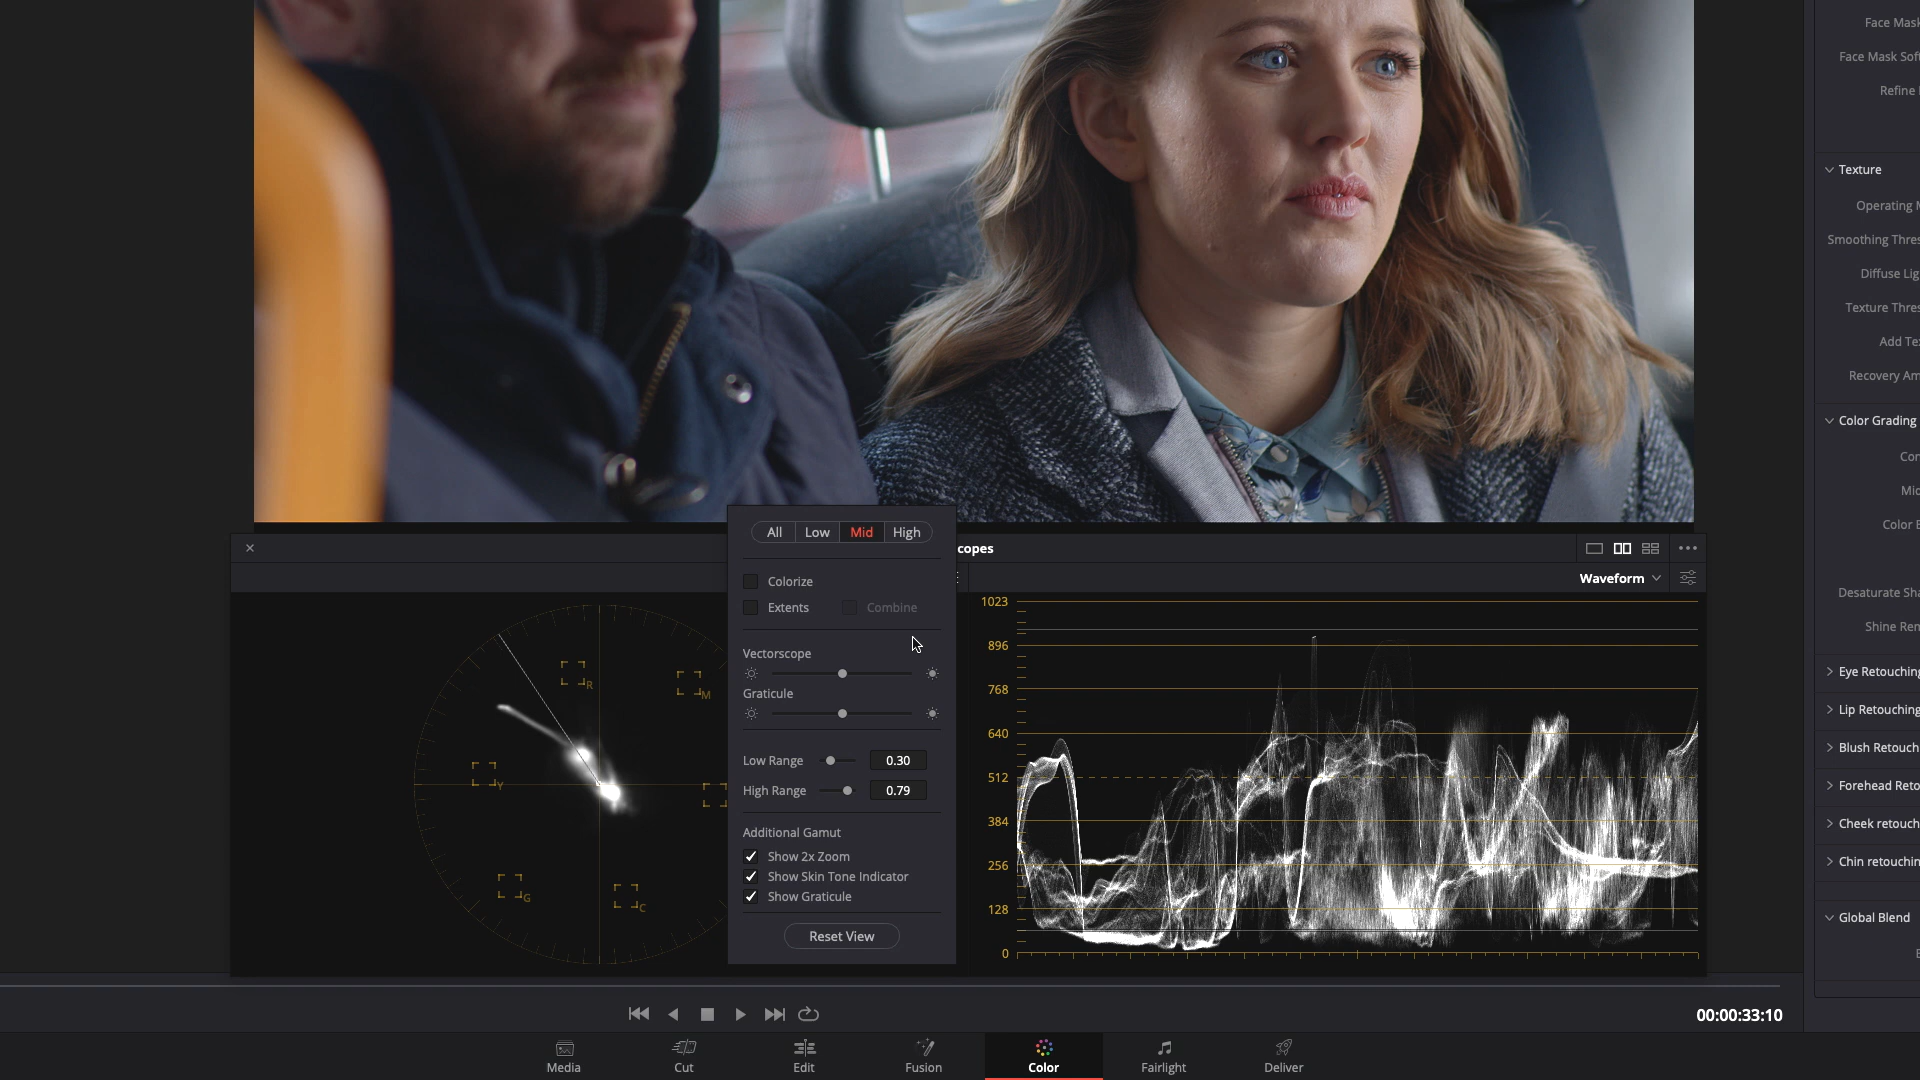 Face Mask
Face Mask Sof
Refine
Texture
Operating M
Smoothing Thres
Diffuse Lig
Texture Thres
Add Te
Recovery Am
Color Grading
Con
Mid
Color B
Desaturate Sha
Shine Rem
Eye Retouching
Lip Retouching
Blush Retouch
Forehead Reto
Cheek retouch
Chin retouchin
Global Blend
B
All Low Mid High
Colorize
Extents Combine
Vectorscope
Graticule
Low Range 0.30
High Range 0.79
Additional Gamut
Show 2x Zoom
Show Skin Tone Indicator
Show Graticule
Reset View
R
M
Y
G
C
copes
Waveform
1023
896
768
640
512
384
256
128
0
00:00:33:10
Media Cut Edit Fusion Color Fairlight Deliver